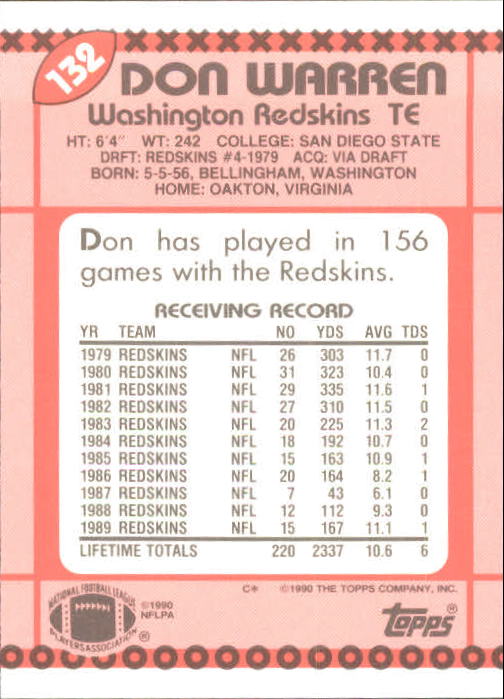 132
DON WARREN
Washington Redskins TE
HT: 6'4" WT: 242 COLLEGE: SAN DIEGO STATE
DRFT: REDSKINS #4-1979 ACQ: VIA DRAFT
BORN: 5-5-56, BELLINGHAM, WASHINGTON
HOME: OAKTON, VIRGINIA
Don has played in 156
games with the Redskins.
RECEIVING RECORD
YR TEAM NO YDS AVG TDS
1979 REDSKINS NFL 26 303 11.7 0
1980 REDSKINS NFL 31 323 10.4 0
1981 REDSKINS NFL 29 335 11.6 1
1982 REDSKINS NFL 27 310 11.5 0
1983 REDSKINS NFL 20 225 11.3 2
1984 REDSKINS NFL 18 192 10.7 0
1985 REDSKINS NFL 15 163 10.9 1
1986 REDSKINS NFL 20 164 8.2 1
1987 REDSKINS NFL 7 43 6.1 0
1988 REDSKINS NFL 12 112 9.3 0
1989 REDSKINS NFL 15 167 11.1 1
LIFETIME TOTALS 220 2337 10.6 6
C* ©1990 THE TOPPS COMPANY, INC.
NATIONAL FOOTBALL LEAGUE
PLAYERS ASSOCIATION ®
©1990
NFLPA
topps®